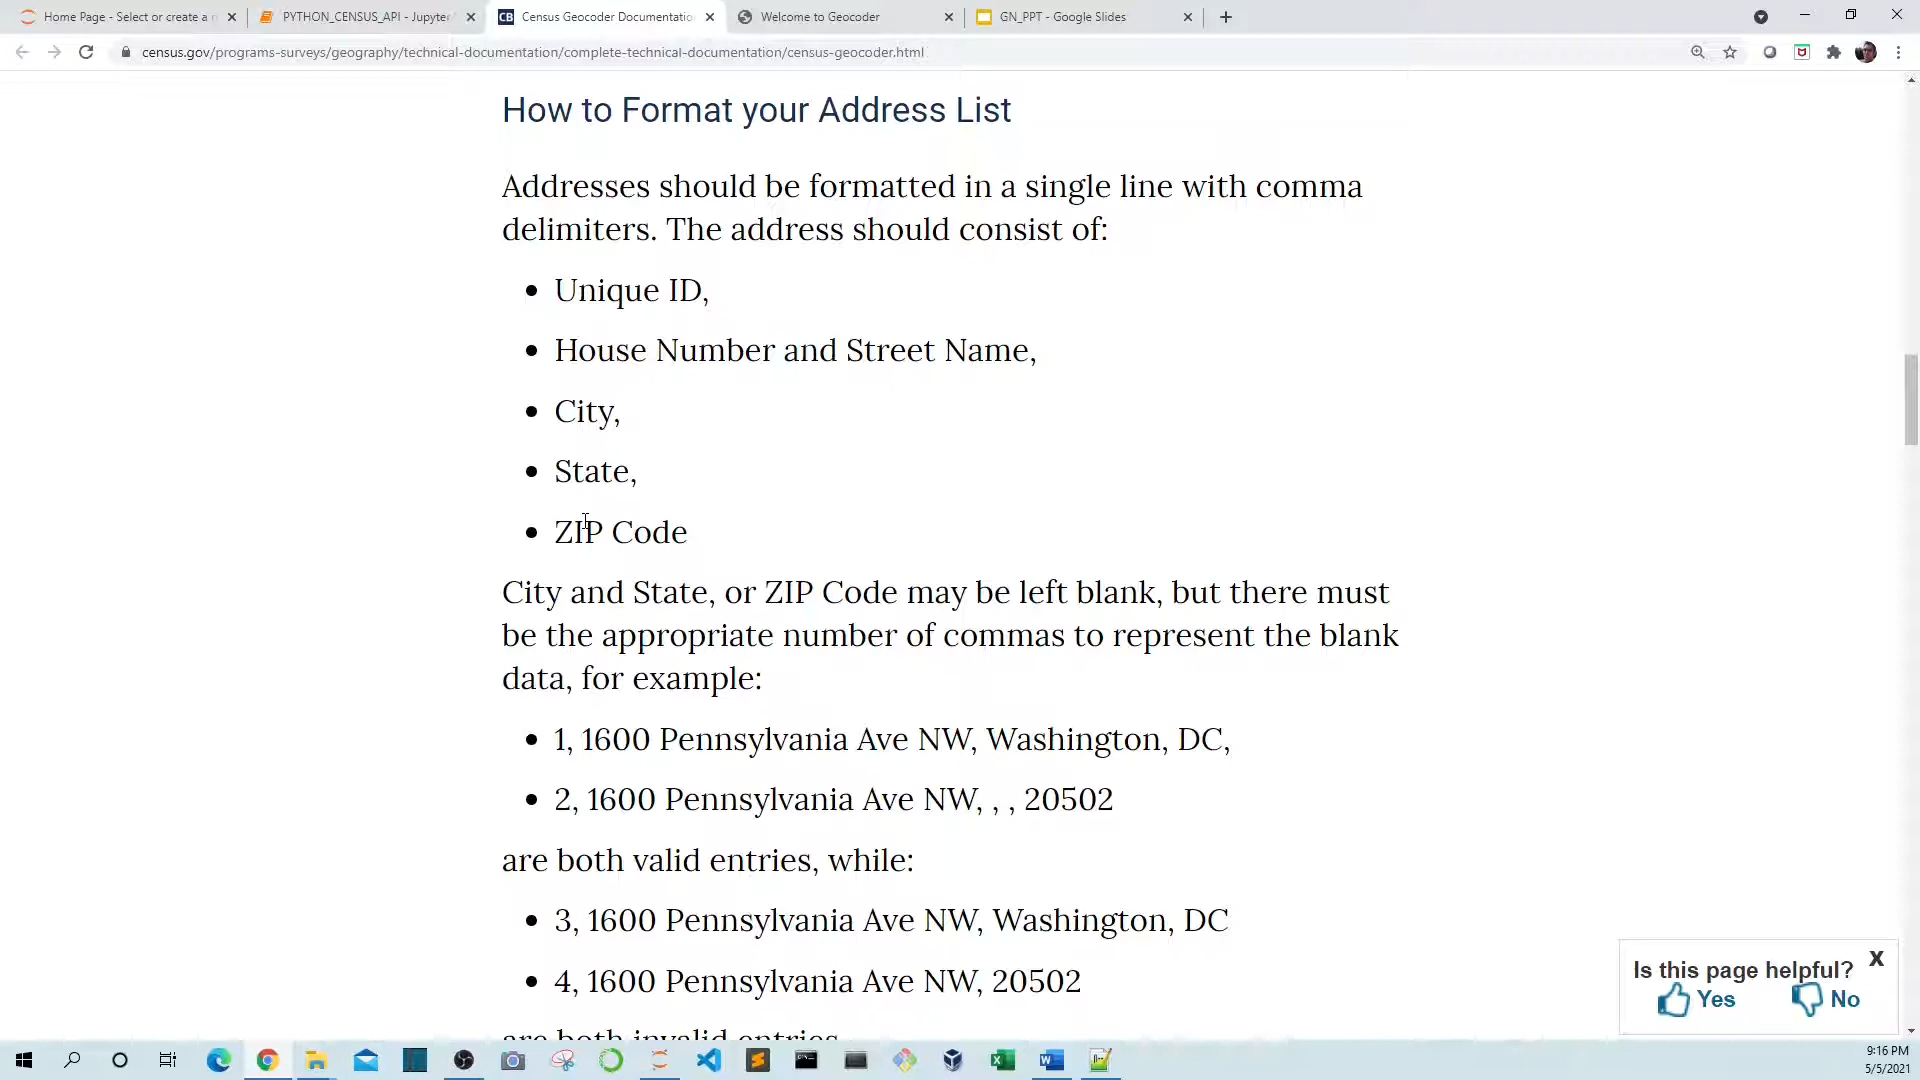 Home Page - Select or create a n
PYTHON_CENSUS_API - Jupyter
CB Census Geocoder Documentatio
Welcome to Geocoder
GN_PPT - Google Slides
census.gov/programs-surveys/geography/technical-documentation/complete-technical-documentation/census-geocoder.html
How to Format your Address List
Addresses should be formatted in a single line with comma
delimiters. The address should consist of:
• Unique ID,
• House Number and Street Name,
• City,
• State,
• ZIP Code
City and State, or ZIP Code may be left blank, but there must
be the appropriate number of commas to represent the blank
data, for example:
• 1, 1600 Pennsylvania Ave NW, Washington, DC,
• 2, 1600 Pennsylvania Ave NW, , , 20502
are both valid entries, while:
• 3, 1600 Pennsylvania Ave NW, Washington, DC
• 4, 1600 Pennsylvania Ave NW, 20502
are both invalid entries
Is this page helpful? X
Yes No
9:16 PM
5/5/2021